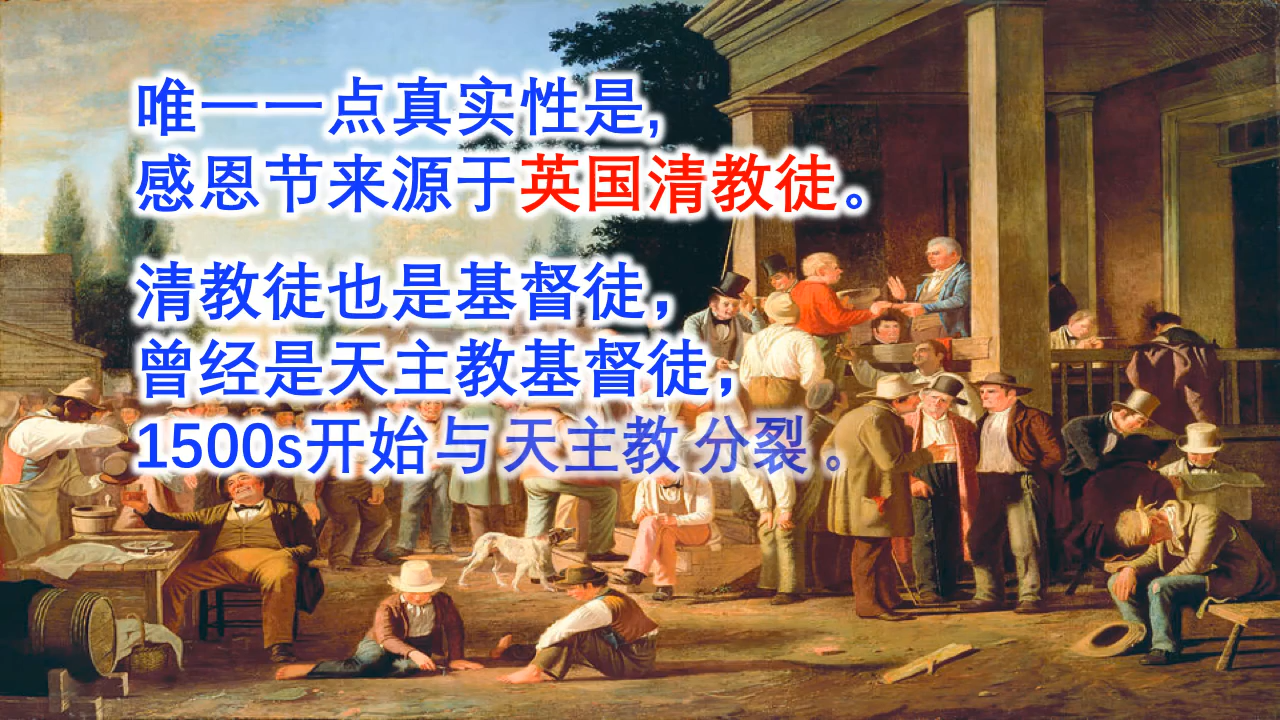 唯一一点真实性是,
感恩节来源于英国清教徒。
清教徒也是基督徒，
曾经是天主教基督徒，
1500s开始与天主教分裂。